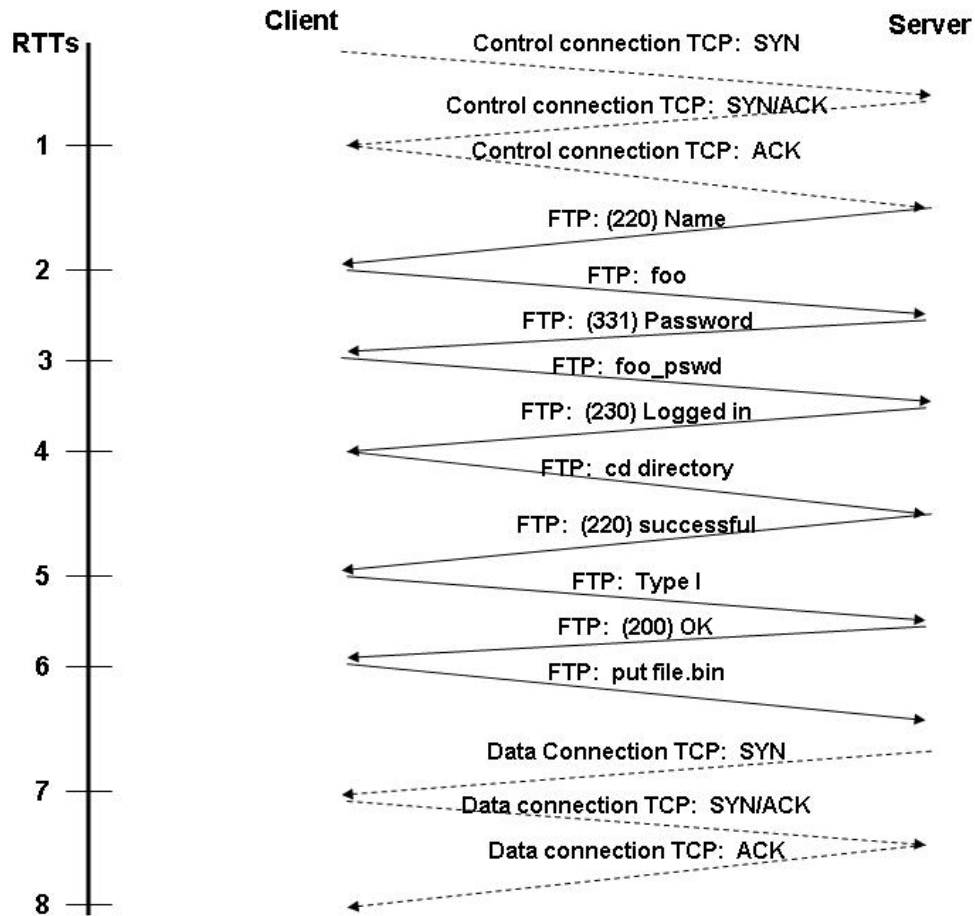 Client
Server
RTTs
Control connection TCP: SYN
Control connection TCP: SYN/ACK
1
Control connection TCP: ACK
FTP: (220) Name
2
FTP: foo
FTP: (331) Password
3
FTP: foo_pswd
FTP: (230) Logged in
4
FTP: cd directory
FTP: (220) successful
5
FTP: Type I
FTP: (200) OK
6
FTP: put file.bin
Data Connection TCP: SYN
7
Data connection TCP: SYN/ACK
Data connection TCP: ACK
8